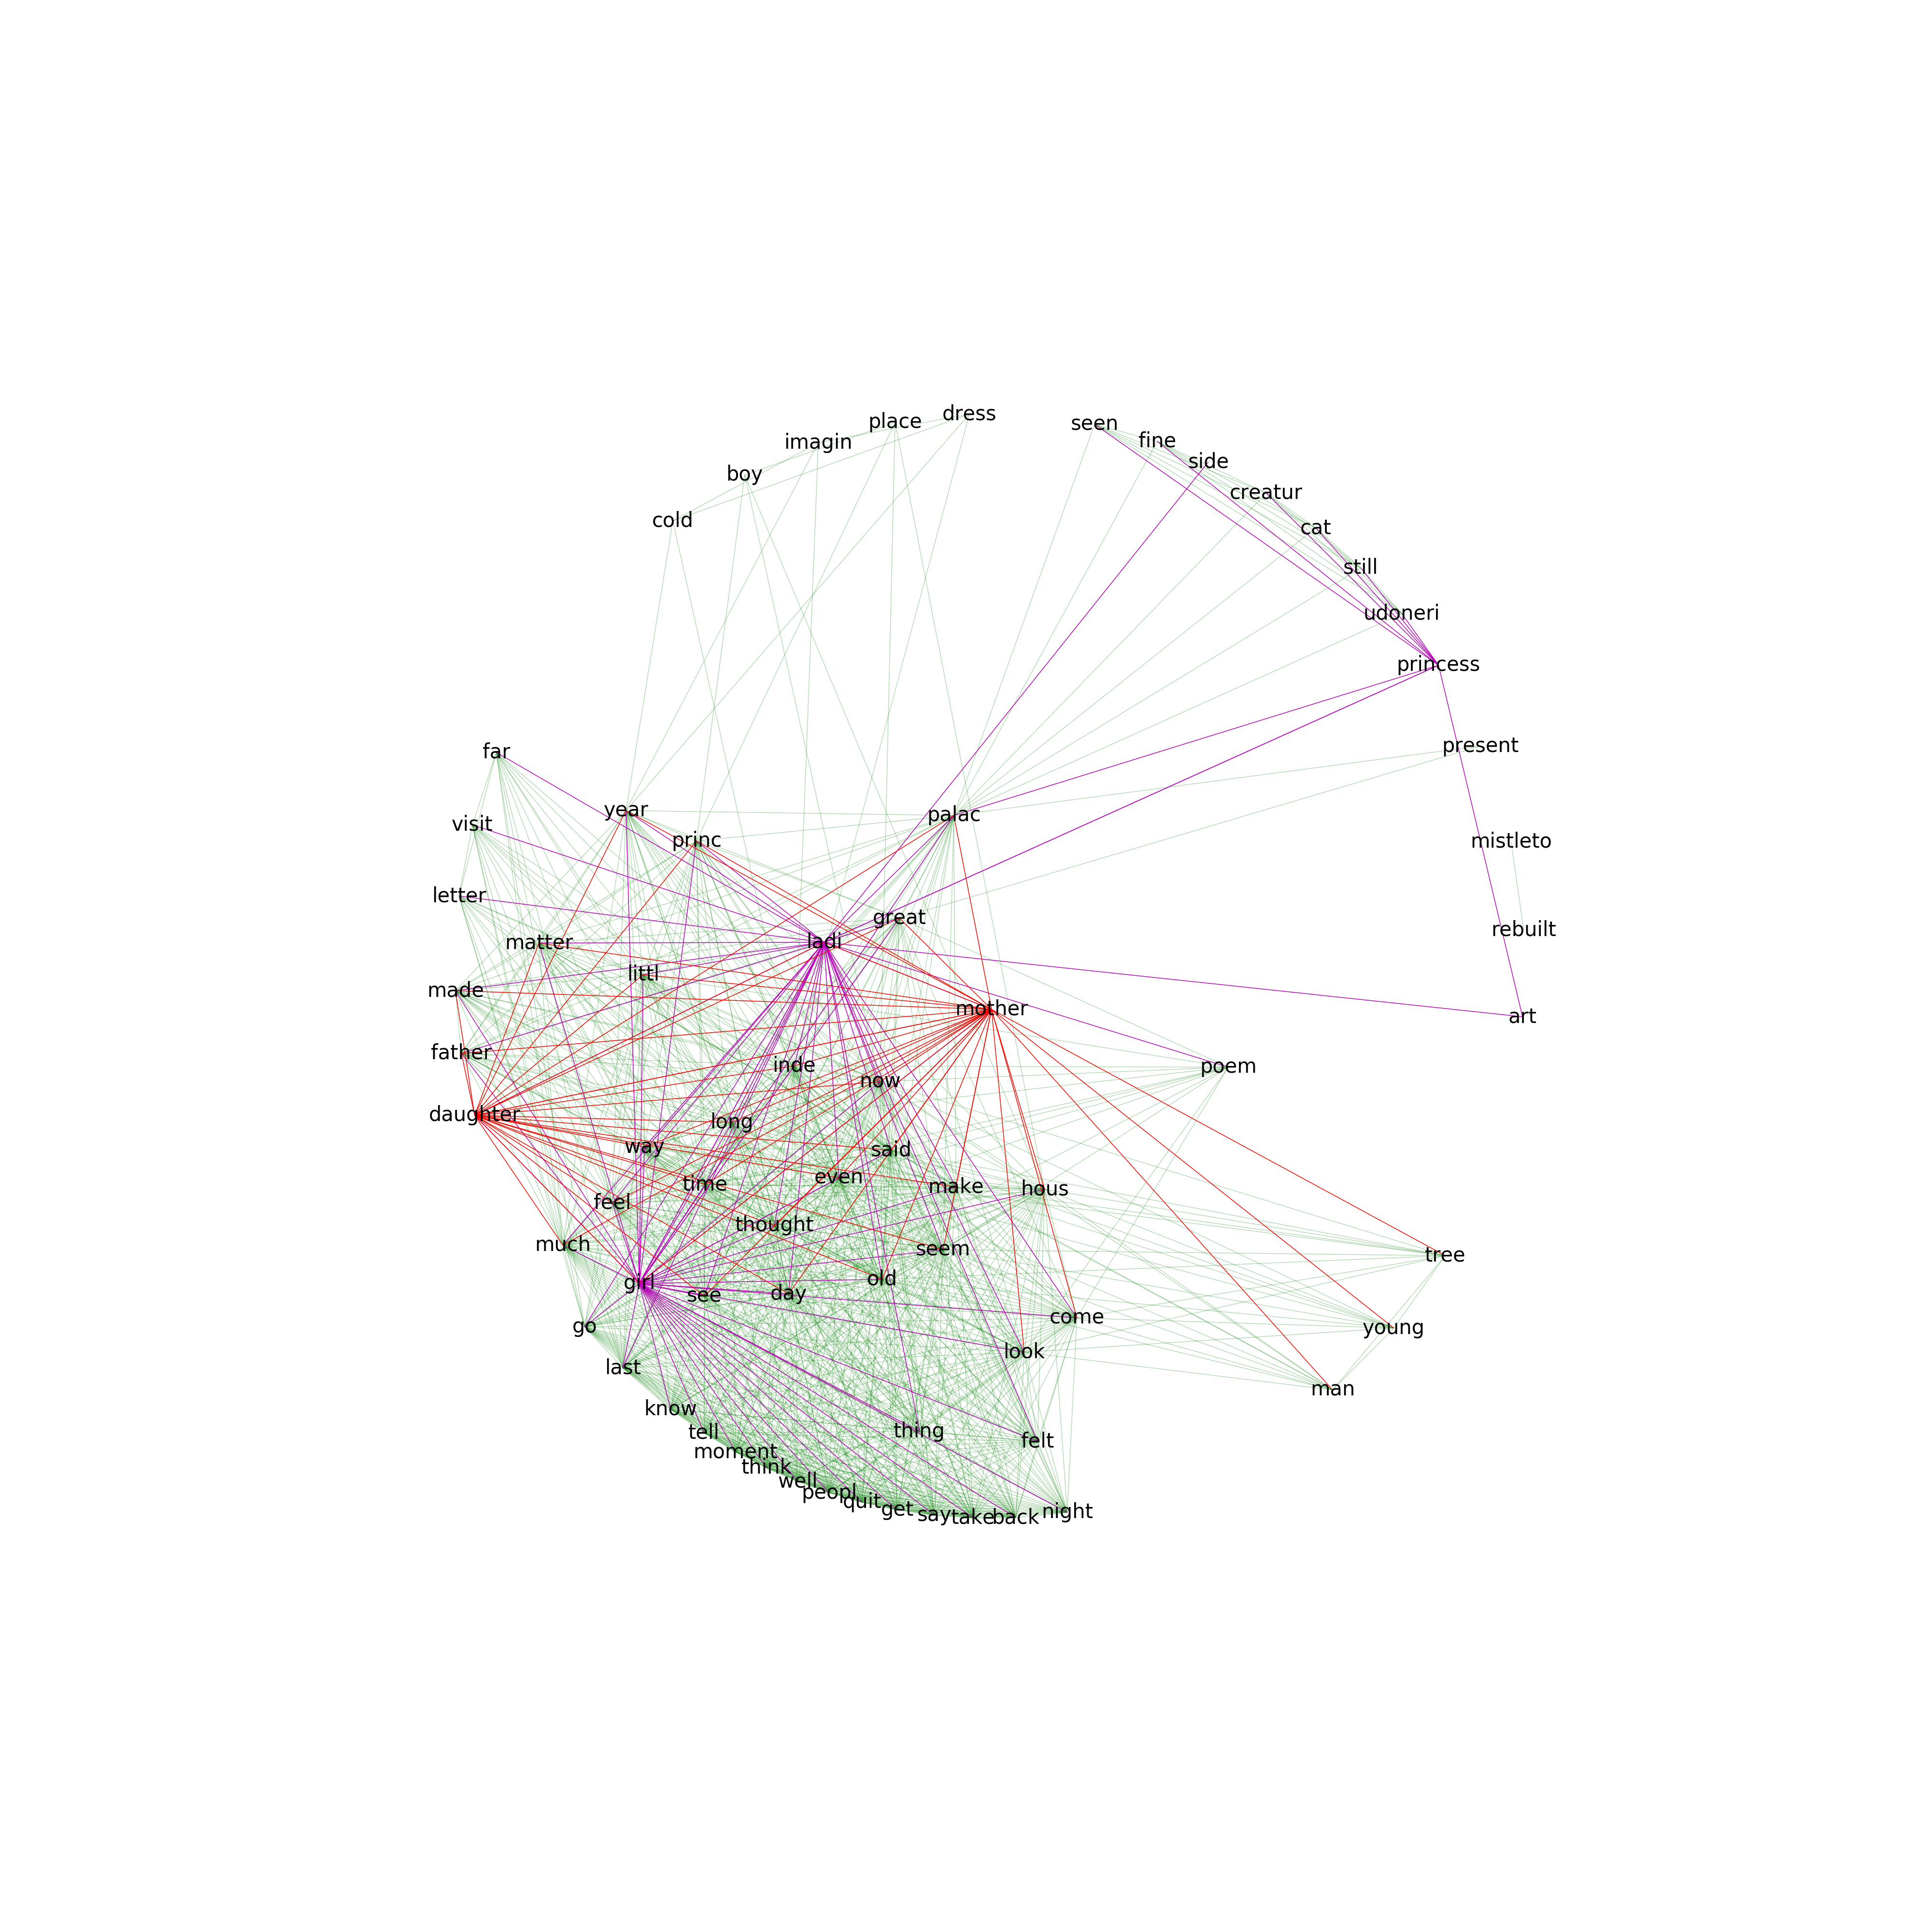 dress
place
seen
imagin
fine
side
boy
creatur
cold
cat
still
udoneri
princess
present
far
year
palac
visit
princ
mistleto
letter
great
rebuilt
matter
ladi
littl
made
mother
art
father
inde
poem
now
daughter
long
way
said
even
time
make
hous
feel
thought
much
seem
tree
girl
old
see
day
come
go
young
look
last
man
know
tell
thing
felt
moment
think
well
peopl
quit
get
say
take
back
night